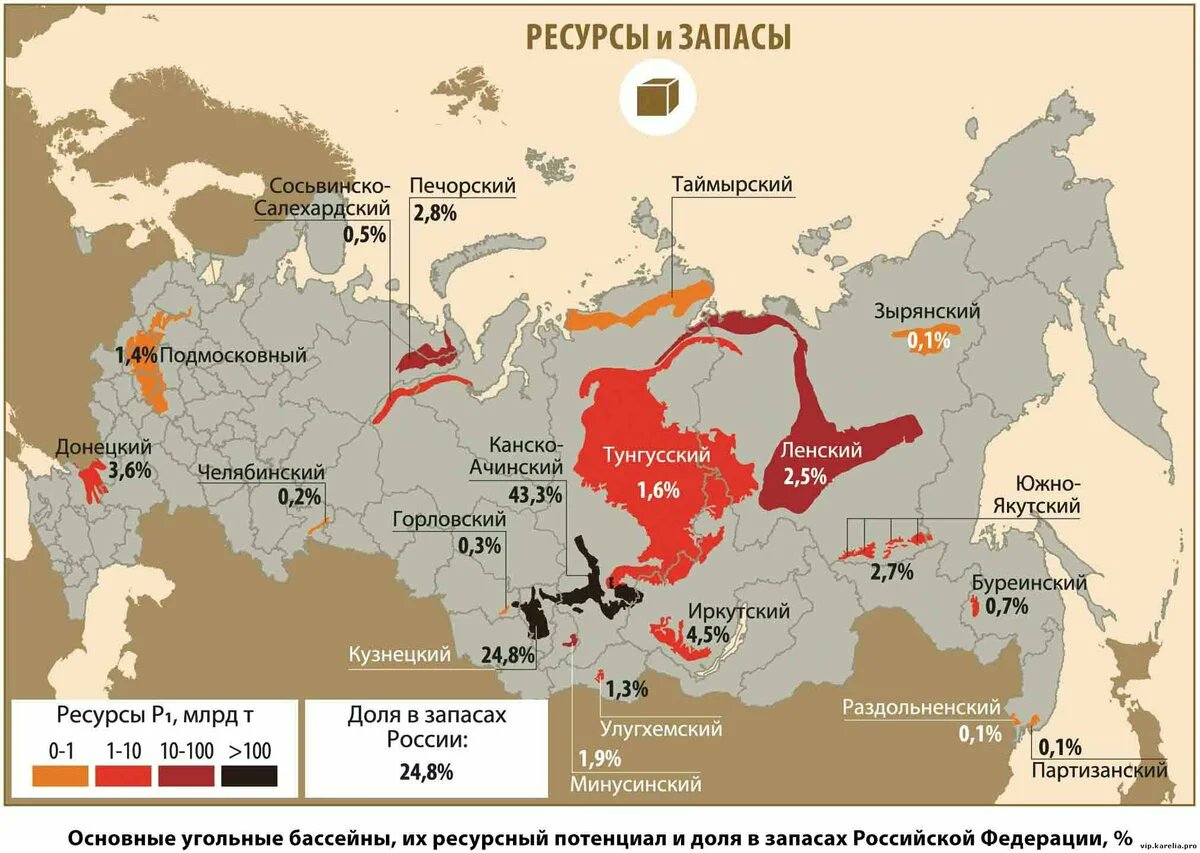 РЕСУРСЫ и ЗАПАСЫ
Сосьвинско-
Салехардский
0,5%
Печорский
2,8%
Таймырский
Зырянский
0,1%
1,4% Подмосковный
Донецкий
3,6%
Челябинский
0,2%
Канско-
Ачинский
43,3%
Горловский
0,3%
Тунгусский
1,6%
Ленский
2,5%
Южно-
Якутский
2,7%
Буреинский
0,7%
Иркутский
4,5%
Кузнецкий 24,8%
1,3%
Улугхемский
1,9%
Минусинский
Раздольненский
0,1%
0,1%
Партизанский
Ресурсы P₁, млрд т
0-1 1-10 10-100 >100
Доля в запасах
России:
24,8%
Основные угольные бассейны, их ресурсный потенциал и доля в запасах Российской Федерации, %
vip.karelia.pro